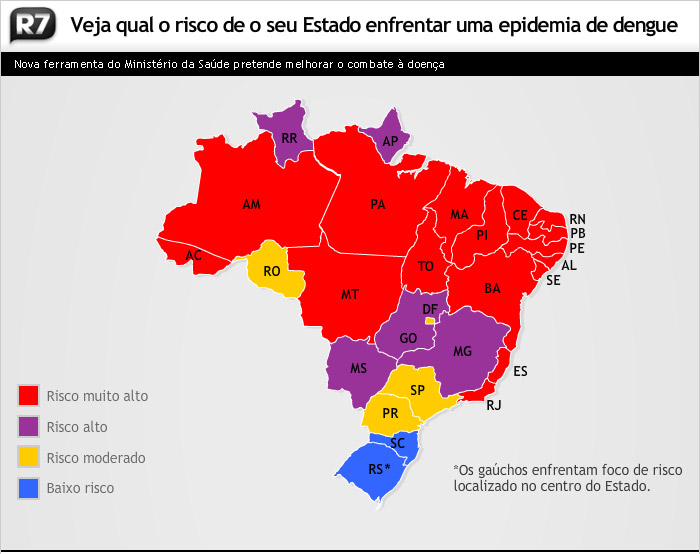 R7
Veja qual o risco de o seu Estado enfrentar uma epidemia de dengue
Nova ferramenta do Ministério da Saúde pretende melhorar o combate à doença
RR
AP
AM
PA
MA
CE
RN
PB
PE
PI
AL
SE
AC
RO
TO
MT
BA
DF
GO
MG
MS
ES
SP
RJ
PR
SC
RS*
Risco muito alto
Risco alto
Risco moderado
Baixo risco
*Os gaúchos enfrentam foco de risco
localizado no centro do Estado.